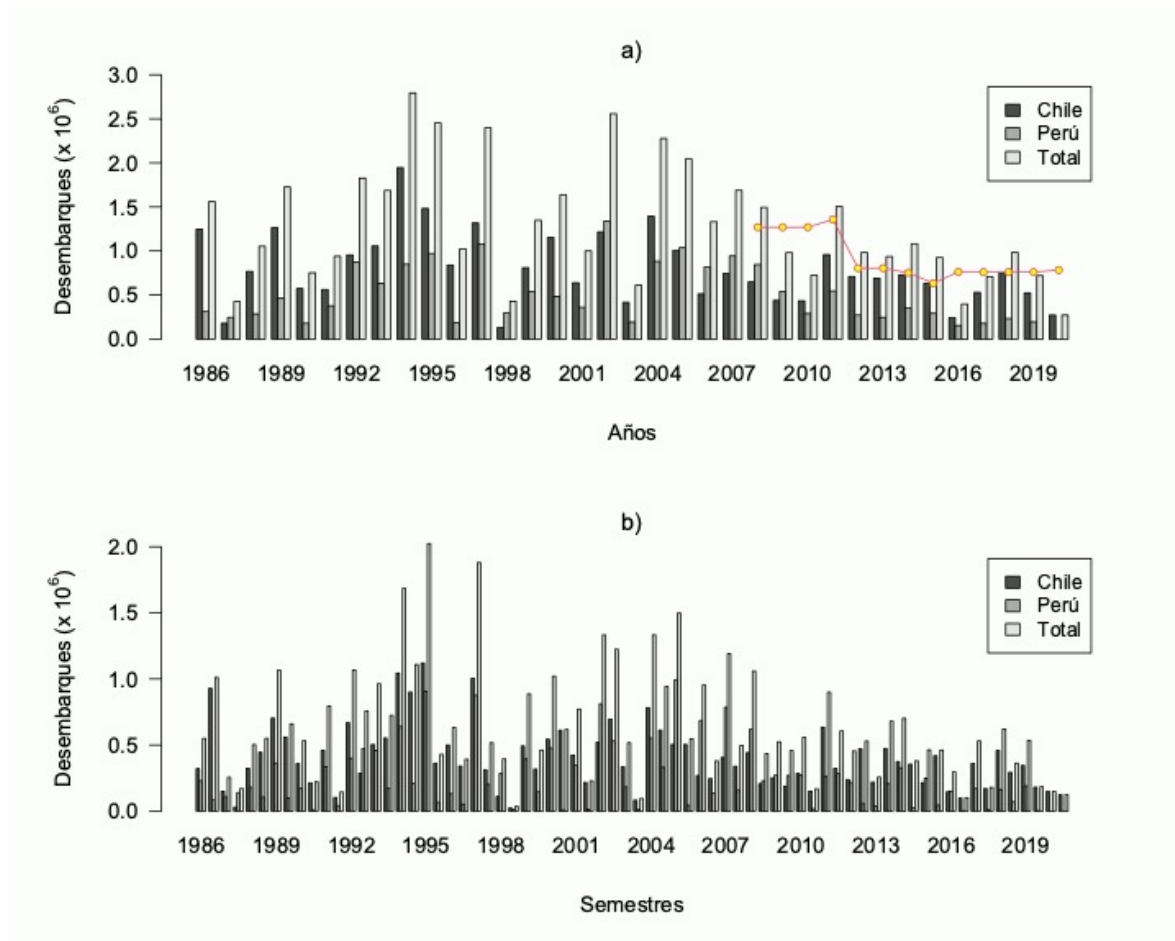 a)
Desembarques (x 10⁶)
3.0
2.5
2.0
1.5
1.0
0.5
0.0
Chile
Perú
Total
1986 1989 1992 1995 1998 2001 2004 2007 2010 2013 2016 2019
Años
b)
Desembarques (x 10⁶)
2.0
1.5
1.0
0.5
0.0
Chile
Perú
Total
1986 1989 1992 1995 1998 2001 2004 2007 2010 2013 2016 2019
Semestres